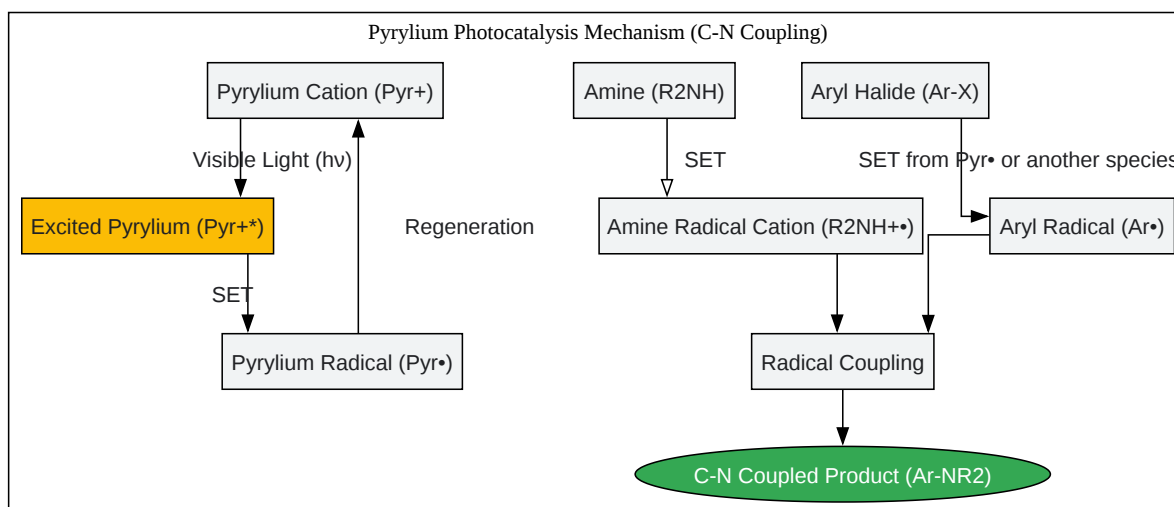 Pyrylium Photocatalysis Mechanism (C-N Coupling)
Pyrylium Cation (Pyr+)
Amine (R2NH)
Aryl Halide (Ar-X)
Visible Light (hν)
SET
SET from Pyr• or another species
Excited Pyrylium (Pyr+*)
Regeneration
Amine Radical Cation (R2NH+•)
Aryl Radical (Ar•)
SET
Pyrylium Radical (Pyr•)
Radical Coupling
C-N Coupled Product (Ar-NR2)